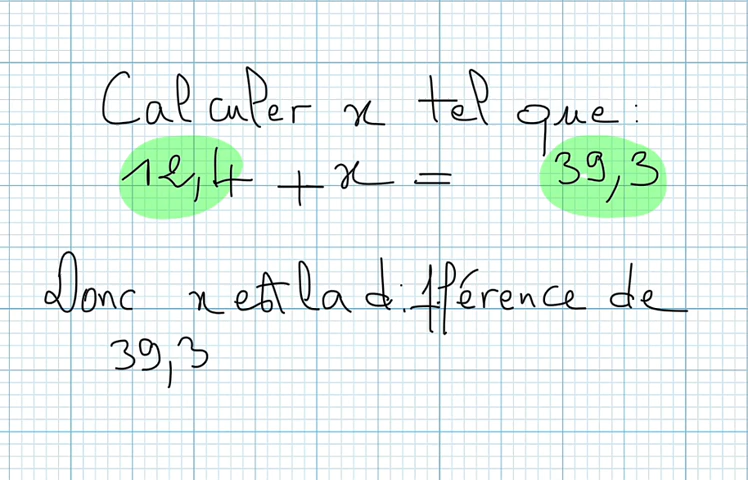 Calculer x tel que :
12,4 + x = 39,3
Donc x est la différence de
39,3